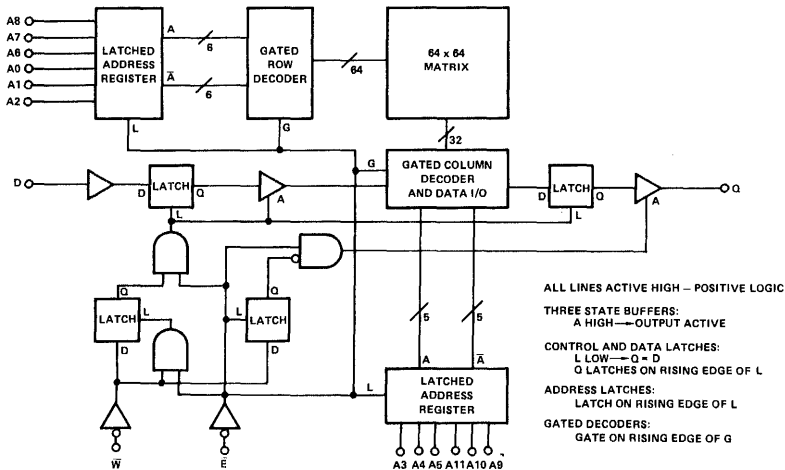 A8
A7
A6
A0
A1
A2
LATCHED
ADDRESS
REGISTER
A
6
A̅
6
L
GATED
ROW
DECODER
G
64
64 x 64
MATRIX
32
D
D
LATCH
Q
L
A
G
GATED COLUMN
DECODER
AND DATA I/O
D
LATCH
Q
L
A
Q
Q
LATCH
L
D
Q
L
LATCH
D
5
5
A
A̅
L
LATCHED
ADDRESS
REGISTER
W̅
E̅
A3 A4 A5 A11 A10 A9
ALL LINES ACTIVE HIGH – POSITIVE LOGIC
THREE STATE BUFFERS:
A HIGH → OUTPUT ACTIVE
CONTROL AND DATA LATCHES:
L LOW → Q = D
Q LATCHES ON RISING EDGE OF L
ADDRESS LATCHES:
LATCH ON RISING EDGE OF L
GATED DECODERS:
GATE ON RISING EDGE OF G